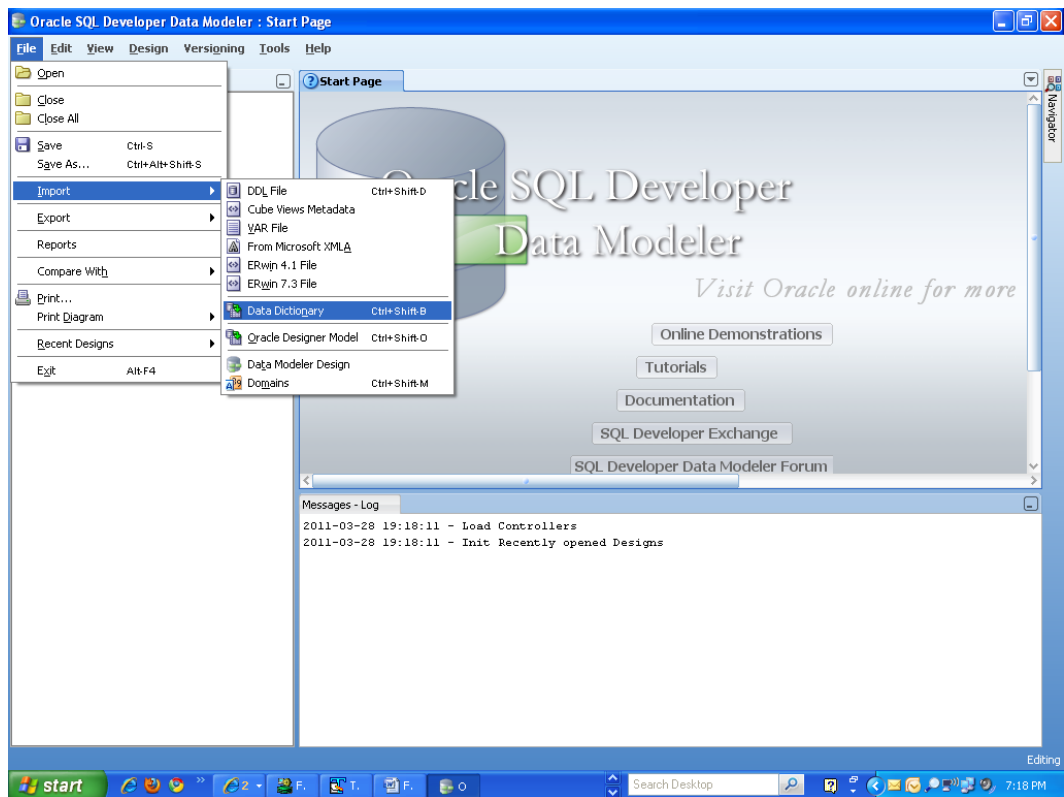 Oracle SQL Developer Data Modeler : Start Page
File Edit View Design Versioning Tools Help
Open
Close
Close All
Save Ctrl-S
Save As... Ctrl+Alt+Shift-S
Import
Export
Reports
Compare With
Print...
Print Diagram
Recent Designs
Exit Alt-F4
DDL File Ctrl+Shift-D
Cube Views Metadata
VAR File
From Microsoft XMLA
ERwin 4.1 File
ERwin 7.3 File
Data Dictionary Ctrl+Shift-B
Oracle Designer Model Ctrl+Shift-O
Data Modeler Design
Domains Ctrl+Shift-M
Start Page
Navigator
Oracle SQL Developer
Data Modeler
Visit Oracle online for more
Online Demonstrations
Tutorials
Documentation
SQL Developer Exchange
SQL Developer Data Modeler Forum
Messages - Log
2011-03-28 19:18:11 - Load Controllers
2011-03-28 19:18:11 - Init Recently opened Designs
Editing
start
2
F.
T.
F.
O
Search Desktop
7:18 PM